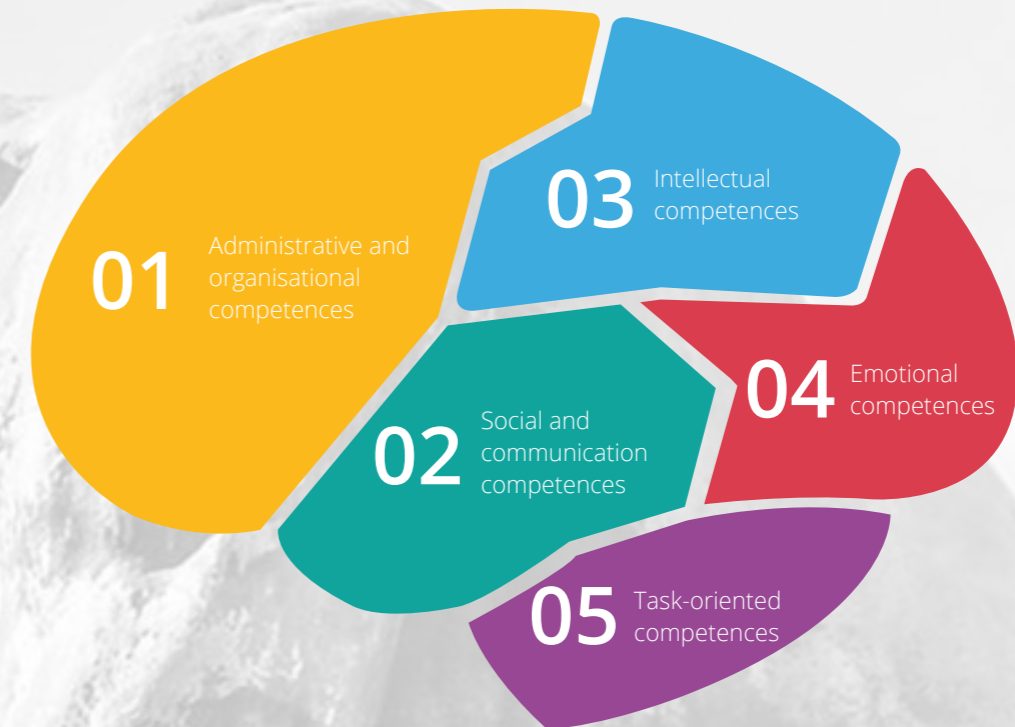 01
Administrative and
organisational
competences
02
Social and
communication
competences
03
Intellectual
competences
04
Emotional
competences
05
Task-oriented
competences